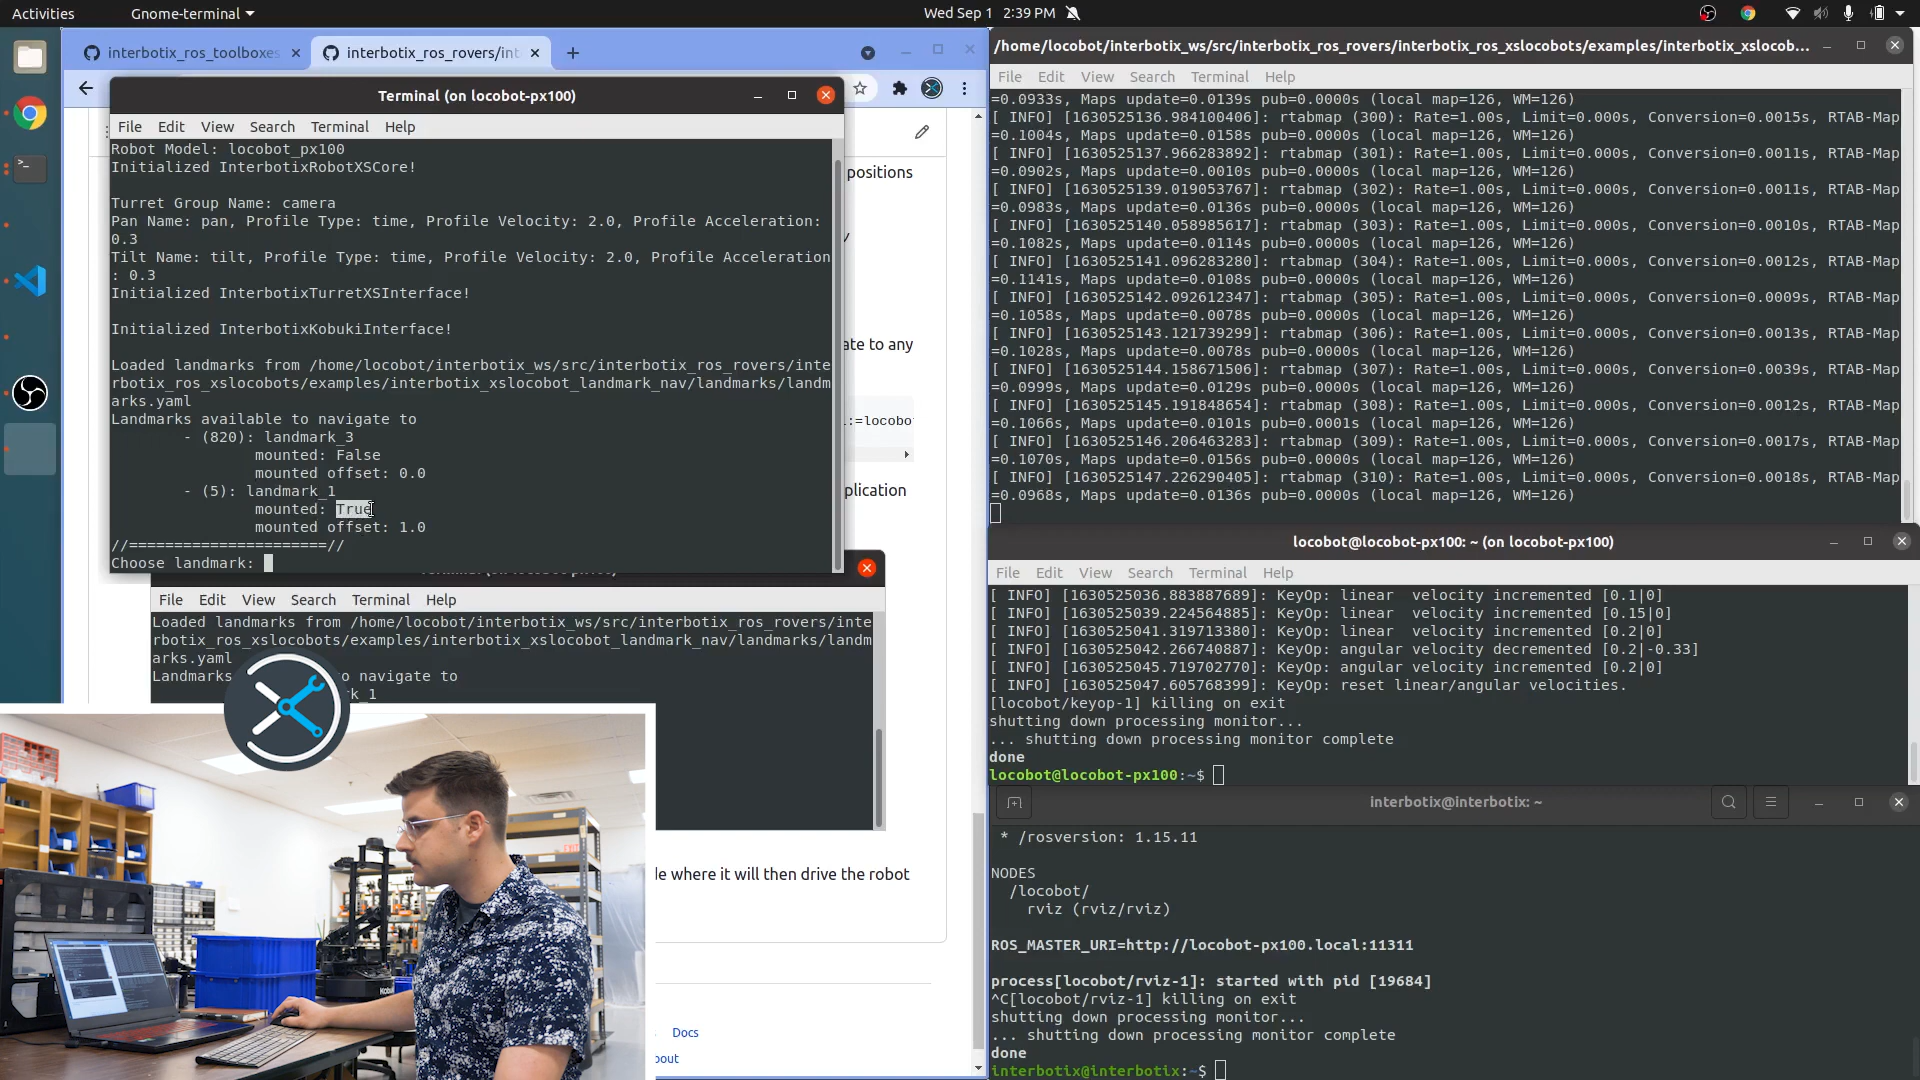 Activities
Gnome-terminal
Wed Sep 1 2:39 PM
interbotix_ros_toolboxes
interbotix_ros_rovers/int
Terminal (on locobot-px100)
File Edit View Search Terminal Help
Robot Model: locobot_px100
Initialized InterbotixRobotXSCore!
Turret Group Name: camera
Pan Name: pan, Profile Type: time, Profile Velocity: 2.0, Profile Acceleration:
0.3
Tilt Name: tilt, Profile Type: time, Profile Velocity: 2.0, Profile Acceleration
: 0.3
Initialized InterbotixTurretXSInterface!
Initialized InterbotixKobukiInterface!
Loaded landmarks from /home/locobot/interbotix_ws/src/interbotix_ros_rovers/inte
rbotix_ros_xslocobots/examples/interbotix_xslocobot_landmark_nav/landmarks/landm
arks.yaml
Landmarks available to navigate to
- (820): landmark_3
mounted: False
mounted offset: 0.0
- (5): landmark_1
mounted: True
mounted offset: 1.0
//======================//
Choose landmark:
positions
ate to any
.:=locobo
plication
File Edit View Search Terminal Help
Loaded landmarks from /home/locobot/interbotix_ws/src/interbotix_ros_rovers/inte
rbotix_ros_xslocobots/examples/interbotix_xslocobot_landmark_nav/landmarks/landm
arks.yaml
Landmarks to navigate to
k_1
de where it will then drive the robot
Docs
bout
/home/locobot/interbotix_ws/src/interbotix_ros_rovers/interbotix_ros_xslocobots/examples/interbotix_xslocob...
File Edit View Search Terminal Help
=0.0933s, Maps update=0.0139s pub=0.0000s (local map=126, WM=126)
[ INFO] [1630525136.984100406]: rtabmap (300): Rate=1.00s, Limit=0.000s, Conversion=0.0015s, RTAB-Map
=0.1004s, Maps update=0.0158s pub=0.0000s (local map=126, WM=126)
[ INFO] [1630525137.966283892]: rtabmap (301): Rate=1.00s, Limit=0.000s, Conversion=0.0011s, RTAB-Map
=0.0902s, Maps update=0.0010s pub=0.0000s (local map=126, WM=126)
[ INFO] [1630525139.019053767]: rtabmap (302): Rate=1.00s, Limit=0.000s, Conversion=0.0011s, RTAB-Map
=0.0983s, Maps update=0.0136s pub=0.0000s (local map=126, WM=126)
[ INFO] [1630525140.058985617]: rtabmap (303): Rate=1.00s, Limit=0.000s, Conversion=0.0010s, RTAB-Map
=0.1082s, Maps update=0.0114s pub=0.0000s (local map=126, WM=126)
[ INFO] [1630525141.096283280]: rtabmap (304): Rate=1.00s, Limit=0.000s, Conversion=0.0012s, RTAB-Map
=0.1141s, Maps update=0.0108s pub=0.0000s (local map=126, WM=126)
[ INFO] [1630525142.092612347]: rtabmap (305): Rate=1.00s, Limit=0.000s, Conversion=0.0009s, RTAB-Map
=0.1058s, Maps update=0.0078s pub=0.0000s (local map=126, WM=126)
[ INFO] [1630525143.121739299]: rtabmap (306): Rate=1.00s, Limit=0.000s, Conversion=0.0013s, RTAB-Map
=0.1028s, Maps update=0.0078s pub=0.0000s (local map=126, WM=126)
[ INFO] [1630525144.158671506]: rtabmap (307): Rate=1.00s, Limit=0.000s, Conversion=0.0039s, RTAB-Map
=0.0999s, Maps update=0.0129s pub=0.0000s (local map=126, WM=126)
[ INFO] [1630525145.191848654]: rtabmap (308): Rate=1.00s, Limit=0.000s, Conversion=0.0012s, RTAB-Map
=0.1066s, Maps update=0.0101s pub=0.0001s (local map=126, WM=126)
[ INFO] [1630525146.206463283]: rtabmap (309): Rate=1.00s, Limit=0.000s, Conversion=0.0017s, RTAB-Map
=0.1070s, Maps update=0.0156s pub=0.0000s (local map=126, WM=126)
[ INFO] [1630525147.226290405]: rtabmap (310): Rate=1.00s, Limit=0.000s, Conversion=0.0018s, RTAB-Map
=0.0968s, Maps update=0.0136s pub=0.0000s (local map=126, WM=126)
locobot@locobot-px100: ~ (on locobot-px100)
File Edit View Search Terminal Help
[ INFO] [1630525036.883887689]: KeyOp: linear  velocity incremented [0.1|0]
[ INFO] [1630525039.224564885]: KeyOp: linear  velocity incremented [0.15|0]
[ INFO] [1630525041.319713380]: KeyOp: linear  velocity incremented [0.2|0]
[ INFO] [1630525042.266740887]: KeyOp: angular velocity decremented [0.2|-0.33]
[ INFO] [1630525045.719702770]: KeyOp: angular velocity incremented [0.2|0]
[ INFO] [1630525047.605768399]: KeyOp: reset linear/angular velocities.
[locobot/keyop-1] killing on exit
shutting down processing monitor...
... shutting down processing monitor complete
done
locobot@locobot-px100:~$
interbotix@interbotix: ~
* /rosversion: 1.15.11
NODES
/locobot/
rviz (rviz/rviz)
ROS_MASTER_URI=http://locobot-px100.local:11311
process[locobot/rviz-1]: started with pid [19684]
^C[locobot/rviz-1] killing on exit
shutting down processing monitor...
... shutting down processing monitor complete
done
interbotix@interbotix:~$